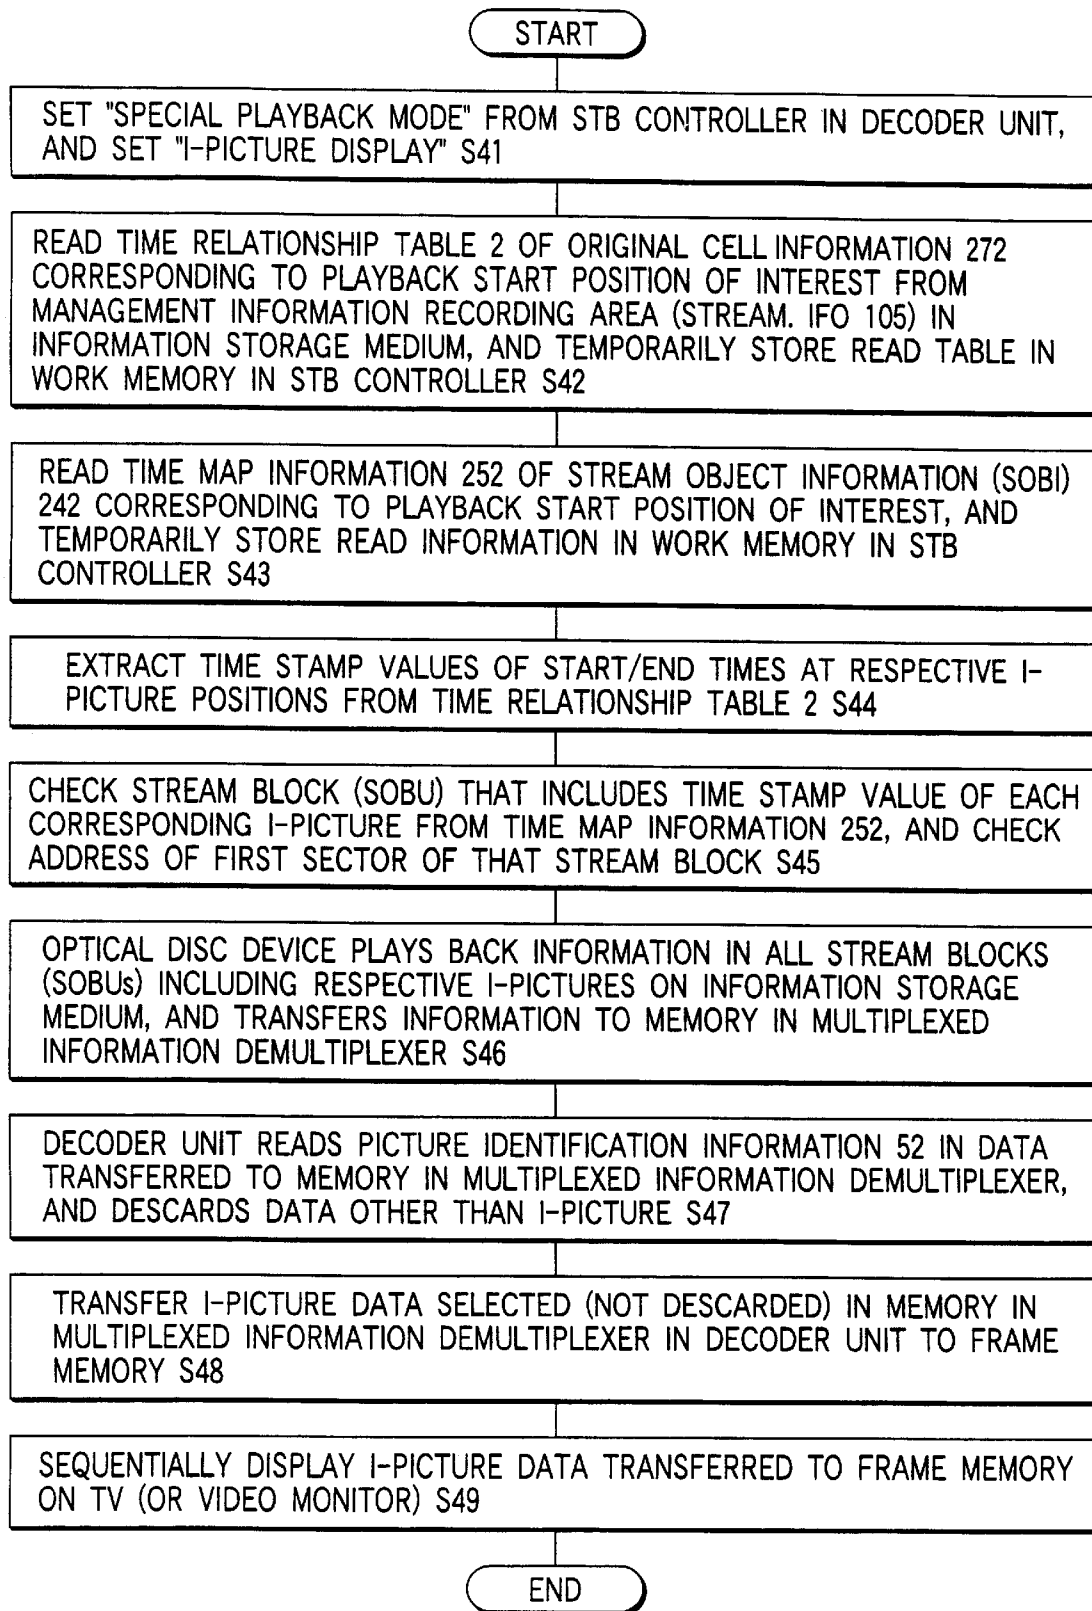 START
SET "SPECIAL PLAYBACK MODE" FROM STB CONTROLLER IN DECODER UNIT,
AND SET "I-PICTURE DISPLAY" S41
READ TIME RELATIONSHIP TABLE 2 OF ORIGINAL CELL INFORMATION 272
CORRESPONDING TO PLAYBACK START POSITION OF INTEREST FROM
MANAGEMENT INFORMATION RECORDING AREA (STREAM. IFO 105) IN
INFORMATION STORAGE MEDIUM, AND TEMPORARILY STORE READ TABLE IN
WORK MEMORY IN STB CONTROLLER S42
READ TIME MAP INFORMATION 252 OF STREAM OBJECT INFORMATION (SOBI)
242 CORRESPONDING TO PLAYBACK START POSITION OF INTEREST, AND
TEMPORARILY STORE READ INFORMATION IN WORK MEMORY IN STB
CONTROLLER S43
EXTRACT TIME STAMP VALUES OF START/END TIMES AT RESPECTIVE I-
PICTURE POSITIONS FROM TIME RELATIONSHIP TABLE 2 S44
CHECK STREAM BLOCK (SOBU) THAT INCLUDES TIME STAMP VALUE OF EACH
CORRESPONDING I-PICTURE FROM TIME MAP INFORMATION 252, AND CHECK
ADDRESS OF FIRST SECTOR OF THAT STREAM BLOCK S45
OPTICAL DISC DEVICE PLAYS BACK INFORMATION IN ALL STREAM BLOCKS
(SOBUs) INCLUDING RESPECTIVE I-PICTURES ON INFORMATION STORAGE
MEDIUM, AND TRANSFERS INFORMATION TO MEMORY IN MULTIPLEXED
INFORMATION DEMULTIPLEXER S46
DECODER UNIT READS PICTURE IDENTIFICATION INFORMATION 52 IN DATA
TRANSFERRED TO MEMORY IN MULTIPLEXED INFORMATION DEMULTIPLEXER,
AND DESCARDS DATA OTHER THAN I-PICTURE S47
TRANSFER I-PICTURE DATA SELECTED (NOT DESCARDED) IN MEMORY IN
MULTIPLEXED INFORMATION DEMULTIPLEXER IN DECODER UNIT TO FRAME
MEMORY S48
SEQUENTIALLY DISPLAY I-PICTURE DATA TRANSFERRED TO FRAME MEMORY
ON TV (OR VIDEO MONITOR) S49
END